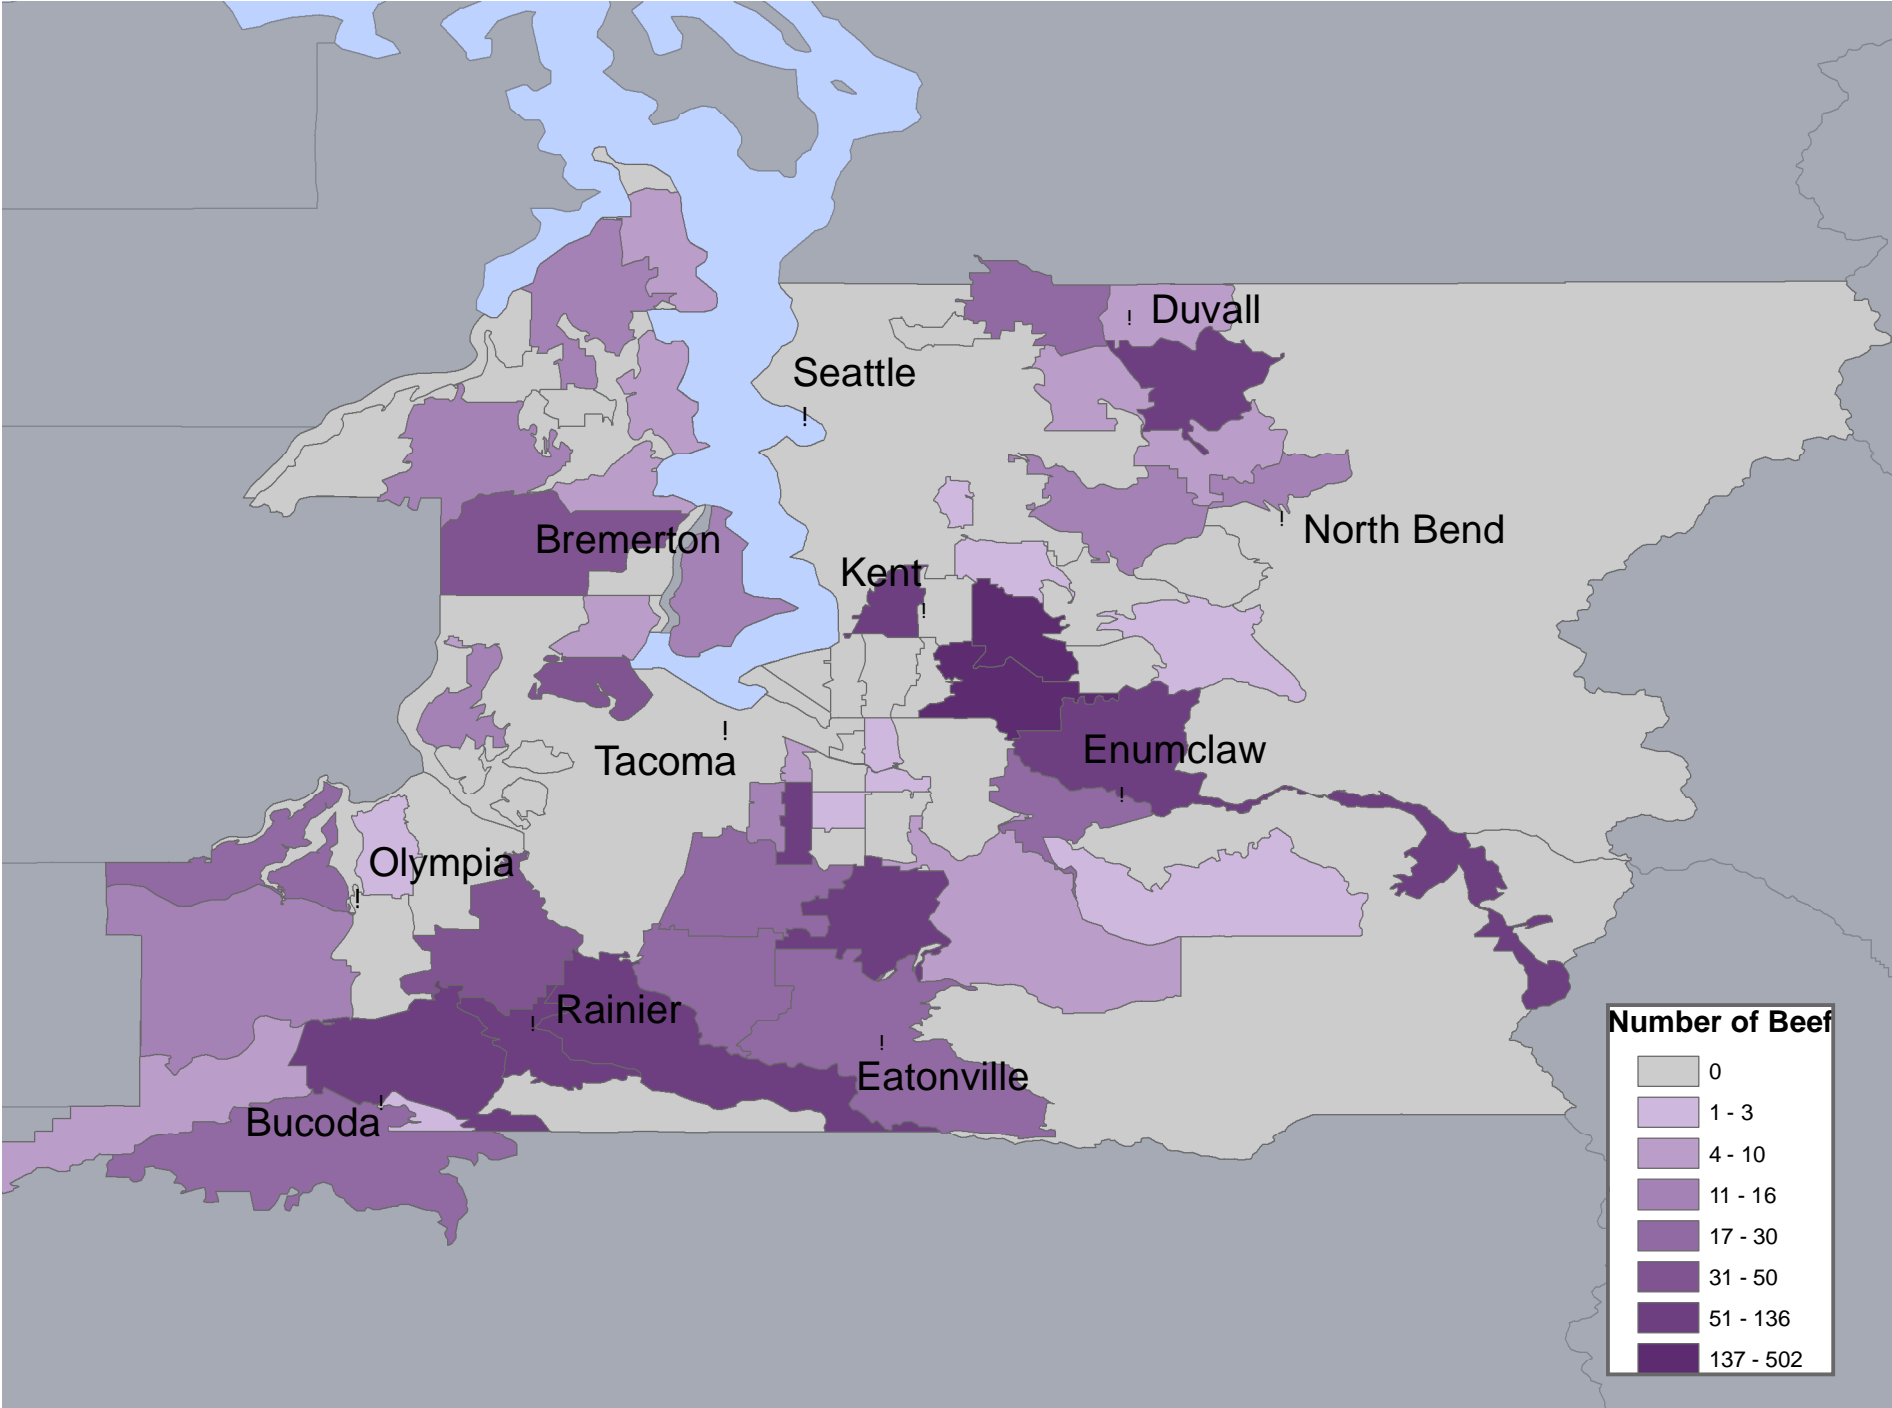 ! Duvall
Seattle
!
! North Bend
Bremerton
Kent
!
!
Tacoma
Enumclaw
!
Olympia
!
Rainier
!
!
Eatonville
!
Bucoda
Number of Beef
0
1 - 3
4 - 10
11 - 16
17 - 30
31 - 50
51 - 136
137 - 502